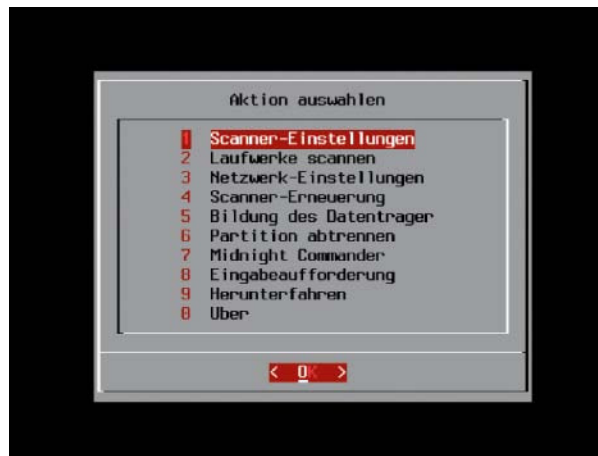 Aktion auswahlen
1 Scanner-Einstellungen
2 Laufwerke scannen
3 Netzwerk-Einstellungen
4 Scanner-Erneuerung
5 Bildung des Datentrager
6 Partition abtrennen
7 Midnight Commander
8 Eingabeaufforderung
9 Herunterfahren
0 Uber
< OK >